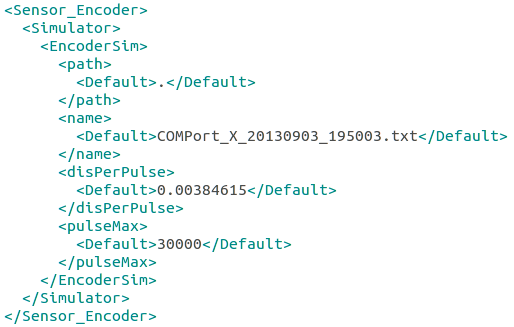 <Sensor_Encoder>
  <Simulator>
    <EncoderSim>
      <path>
        <Default>.</Default>
      </path>
      <name>
        <Default>COMPort_X_20130903_195003.txt</Default>
      </name>
      <disPerPulse>
        <Default>0.00384615</Default>
      </disPerPulse>
      <pulseMax>
        <Default>30000</Default>
      </pulseMax>
    </EncoderSim>
  </Simulator>
</Sensor_Encoder>